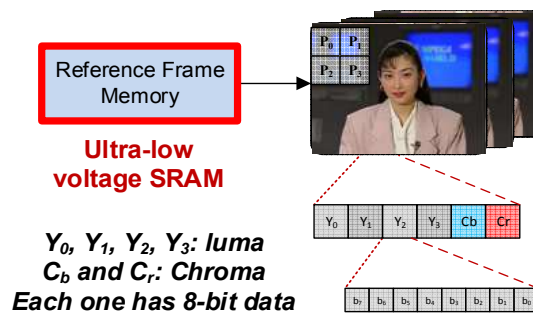 Reference Frame
Memory
P0 P1
P2 P3
Ultra-low
voltage SRAM
Y0 Y1 Y2 Y3 Cb Cr
Y0, Y1, Y2, Y3: luma
Cb and Cr: Chroma
Each one has 8-bit data
b7 b6 b5 b4 b3 b2 b1 b0